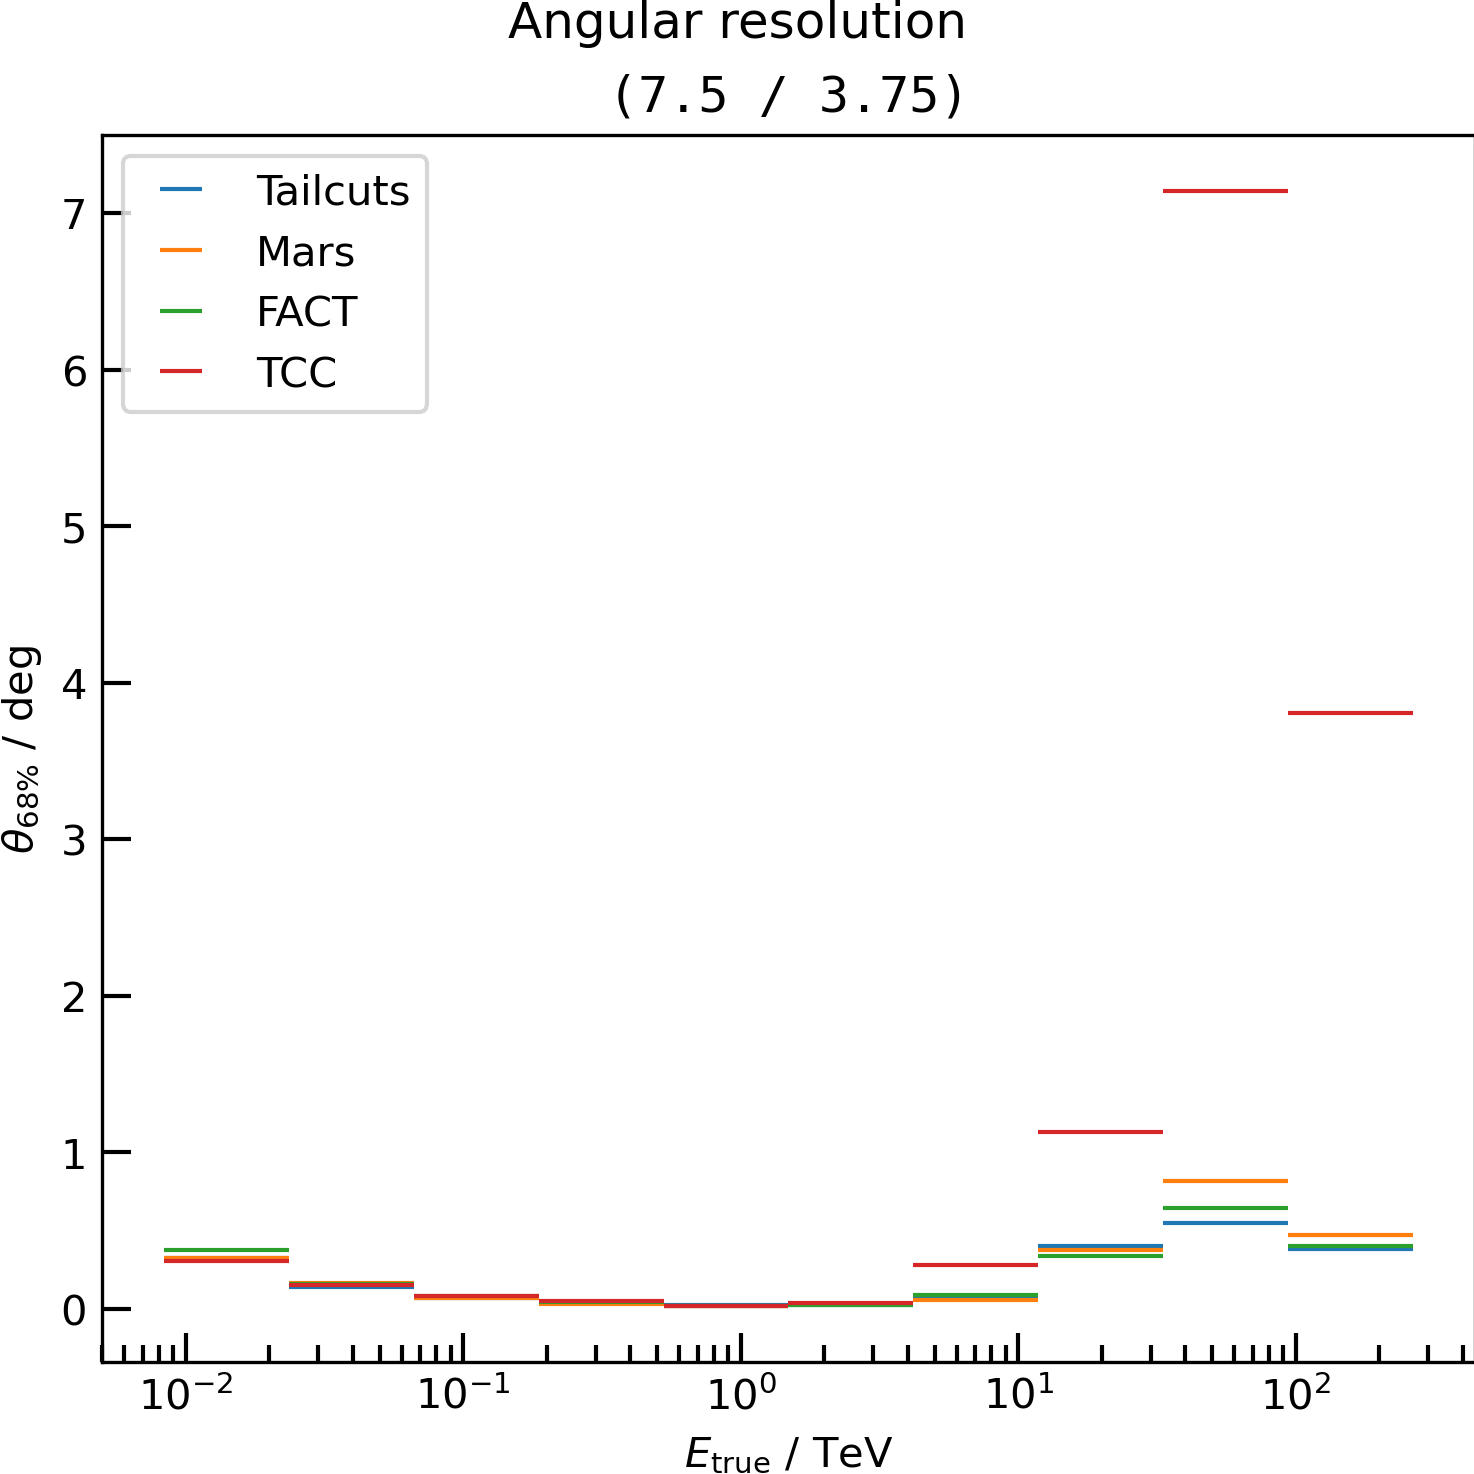 Angular resolution
(7.5 / 3.75)
Tailcuts
Mars
FACT
TCC
7
6
5
4
3
2
1
0
θ68% / deg
10−2 10−1 100 101 102
Etrue / TeV